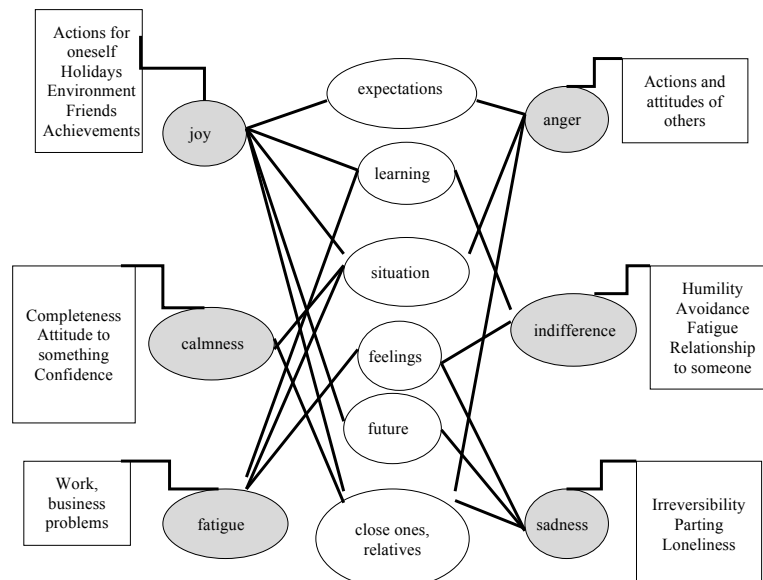 Actions for
oneself
Holidays
Environment
Friends
Achievements
joy
expectations
anger
Actions and
attitudes of
others
learning
situation
Completeness
Attitude to
something
Confidence
calmness
feelings
indifference
Humility
Avoidance
Fatigue
Relationship
to someone
future
Work,
business
problems
fatigue
close ones,
relatives
sadness
Irreversibility
Parting
Loneliness